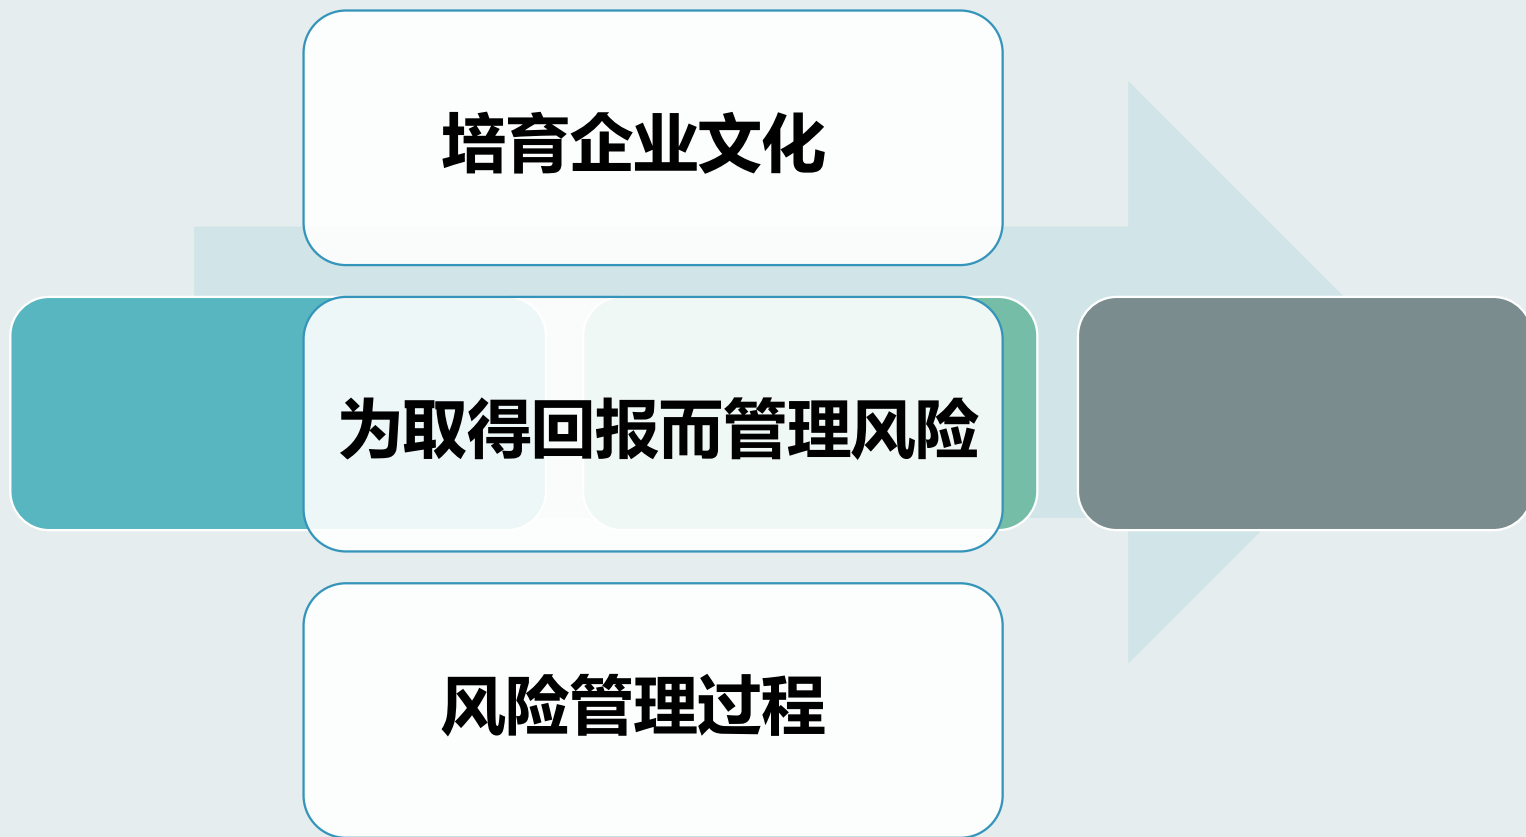 培育企业文化
为取得回报而管理风险
风险管理过程